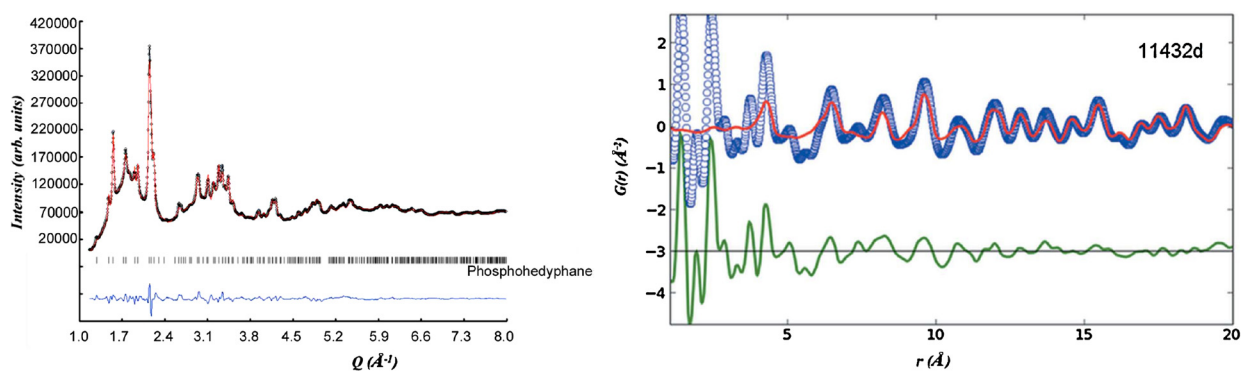 420000
370000
320000
270000
220000
170000
120000
70000
20000
Intensity (arb. units)
Phosphohedyphane
1.0 1.7 2.4 3.1 3.8 4.5 5.2 5.9 6.6 7.3 8.0
Q (Å⁻¹)
11432d
2
1
0
−1
−2
−3
−4
G(r) (Å⁻²)
5 10 15 20
r (Å)